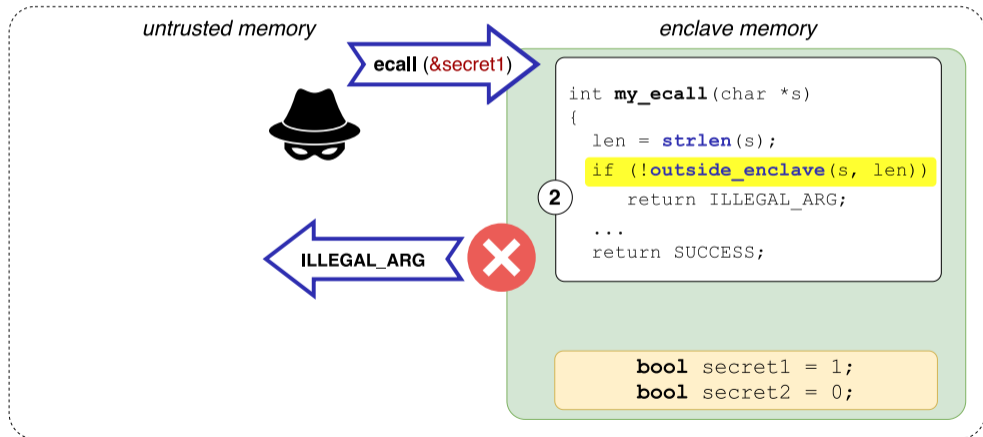 untrusted memory
enclave memory
ecall (&secret1)
int my_ecall(char *s)
{
len = strlen(s);
if (!outside_enclave(s, len))
2
return ILLEGAL_ARG;
...
return SUCCESS;
ILLEGAL_ARG
bool secret1 = 1;
bool secret2 = 0;